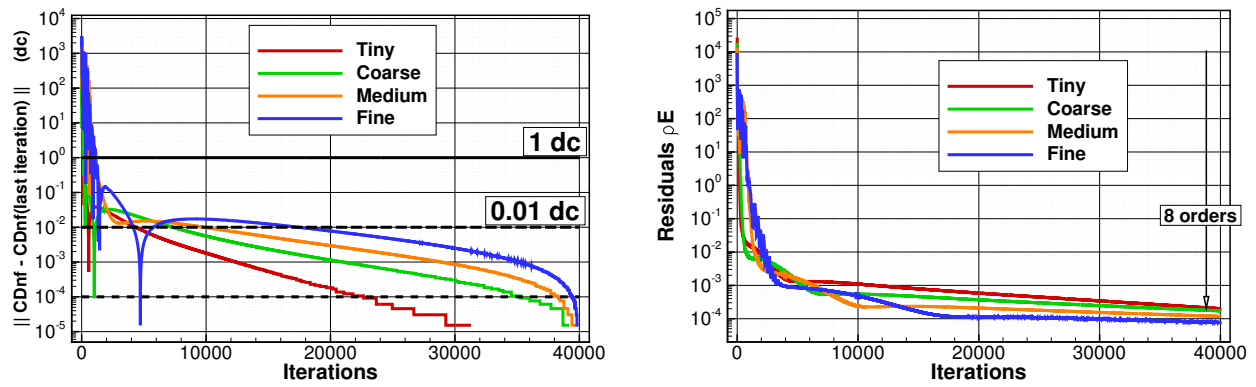 || CDnf - CDnf(last iteration) || (dc)
10^4
10^3
10^2
10^1
10^0
10^-1
10^-2
10^-3
10^-4
10^-5
Tiny
Coarse
Medium
Fine
1 dc
0.01 dc
0 10000 20000 30000 40000
Iterations
Residuals ρE
10^5
10^4
10^3
10^2
10^1
10^0
10^-1
10^-2
10^-3
10^-4
Tiny
Coarse
Medium
Fine
8 orders
0 10000 20000 30000 40000
Iterations